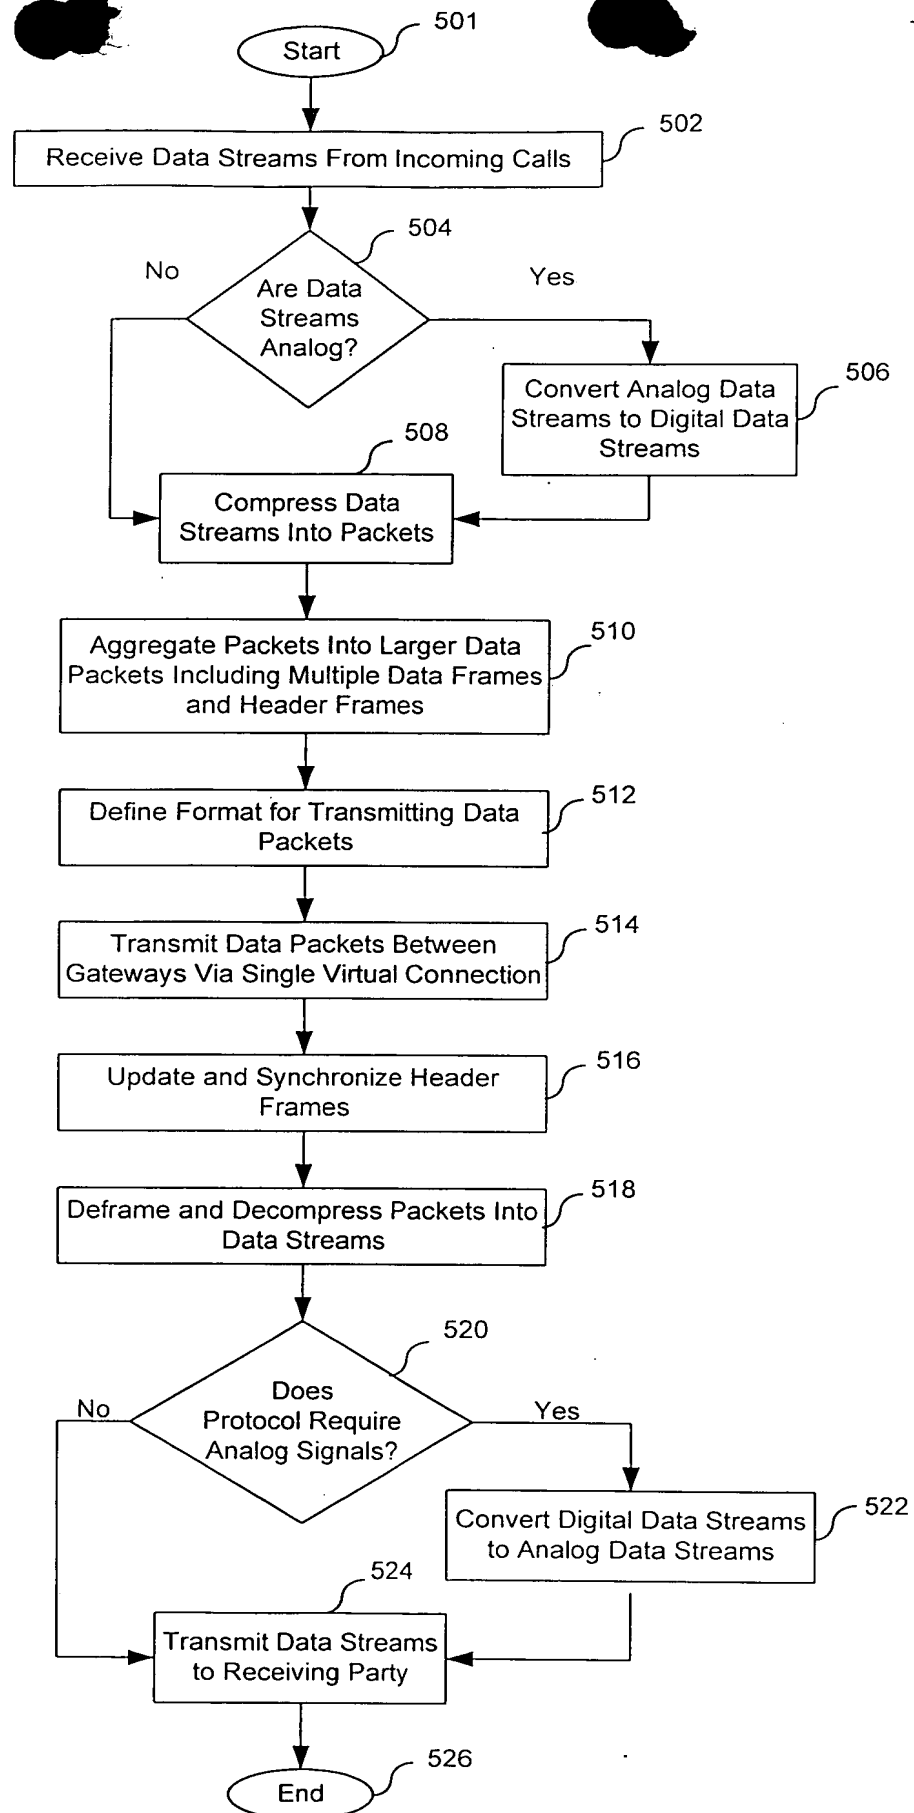 501
Start
502
Receive Data Streams From Incoming Calls
504
No
Yes
Are Data
Streams
Analog?
506
Convert Analog Data
Streams to Digital Data
Streams
508
Compress Data
Streams Into Packets
510
Aggregate Packets Into Larger Data
Packets Including Multiple Data Frames
and Header Frames
512
Define Format for Transmitting Data
Packets
514
Transmit Data Packets Between
Gateways Via Single Virtual Connection
516
Update and Synchronize Header
Frames
518
Deframe and Decompress Packets Into
Data Streams
520
No
Yes
Does
Protocol Require
Analog Signals?
522
Convert Digital Data Streams
to Analog Data Streams
524
Transmit Data Streams
to Receiving Party
526
End